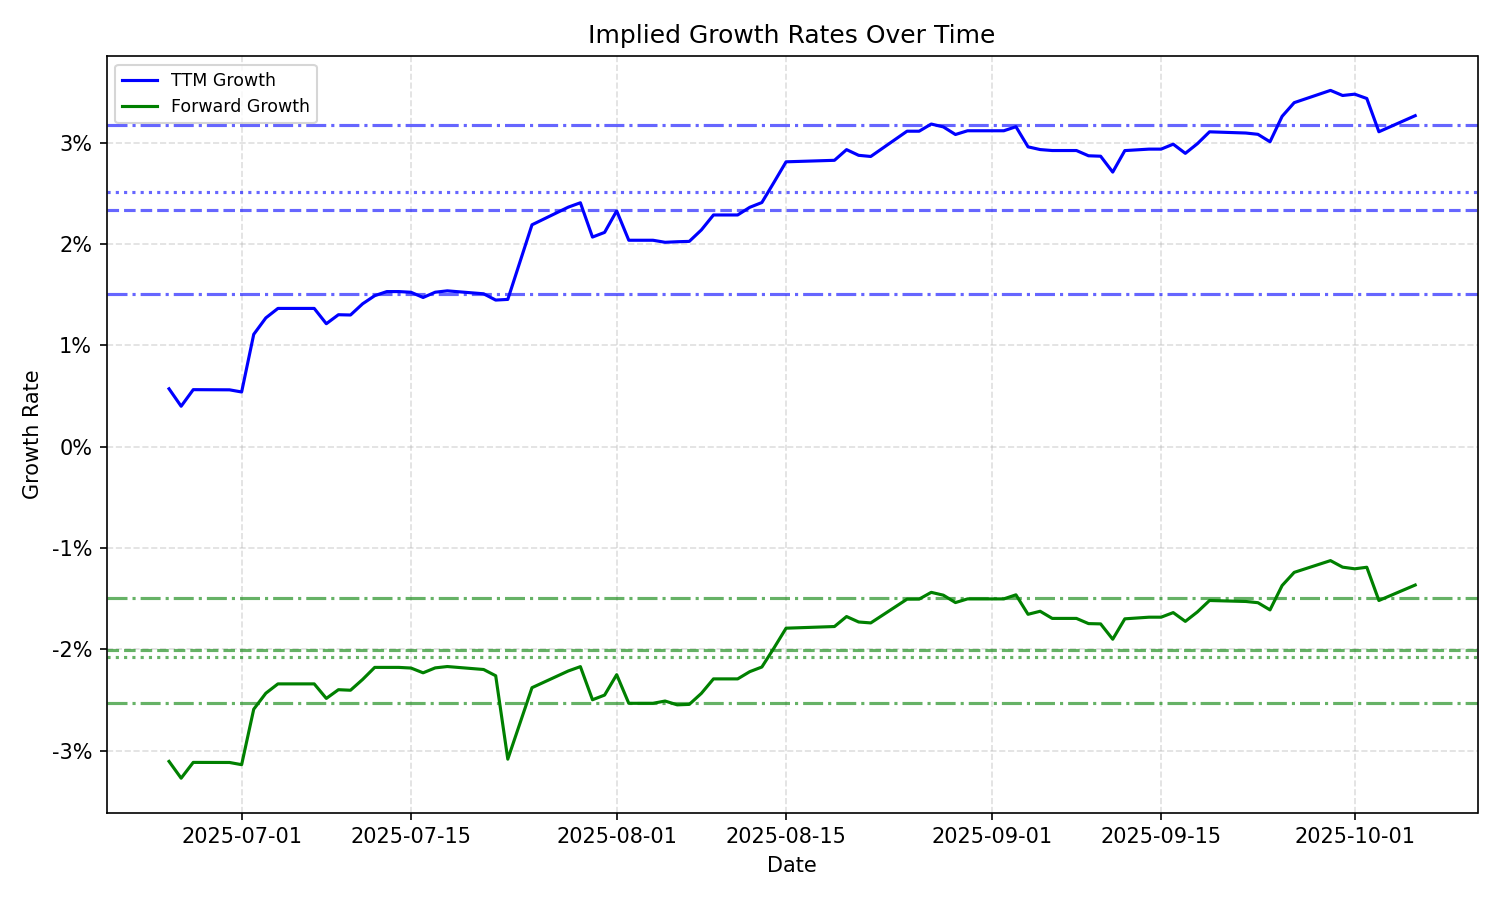 Implied Growth Rates Over Time
TTM Growth
Forward Growth
3%
2%
1%
0%
-1%
-2%
-3%
Growth Rate
2025-07-01
2025-07-15
2025-08-01
2025-08-15
2025-09-01
2025-09-15
2025-10-01
Date